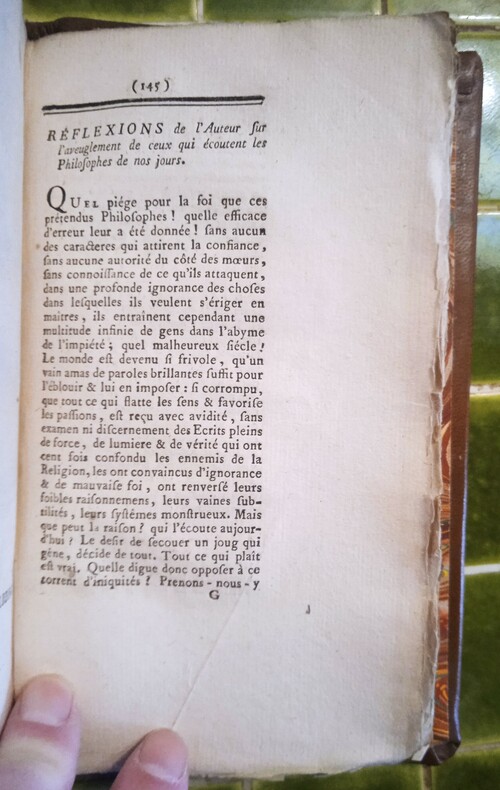 (145)
RÉFLEXIONS de l'Auteur ſur
l'aveuglement de ceux qui écoutent les
Philoſophes de nos jours.
QUEL piége pour la foi que ces
prétendus Philoſophes ! quelle efficace
d'erreur leur a été donnée ! ſans aucun
des caracteres qui attirent la confiance,
ſans aucune autorité du côté des mœurs,
ſans connoiſſance de ce qu'ils attaquent,
dans une profonde ignorance des choſes
dans leſquelles ils veulent s'ériger en
maitres, ils entraînent cependant une
multitude infinie de gens dans l'abyme
de l'impiété ; quel malheureux ſiécle !
Le monde eſt devenu ſi frivole, qu'un
vain amas de paroles brillantes ſuffit pour
l'éblouir & lui en impoſer : ſi corrompu,
que tout ce qui flatte les ſens & favoriſe
les paſſions, eſt reçu avec avidité, ſans
examen ni diſcernement des Ecrits pleins
de force, de lumiere & de vérité qui ont
cent fois confondu les ennemis de la
Religion, les ont convaincus d'ignorance
& de mauvaiſe foi, ont renverſé leurs
foibles raiſonnemens, leurs vaines ſub-
tilités, leurs ſyſtêmes monſtrueux. Mais
que peut la raiſon ? qui l'écoute aujour-
d'hui ? Le deſir de ſecouer un joug qui
gêne, décide de tout. Tout ce qui plaît
eſt vrai. Quelle digue donc oppoſer à ce
torrent d'iniquités ? Prenons-nous-y
G